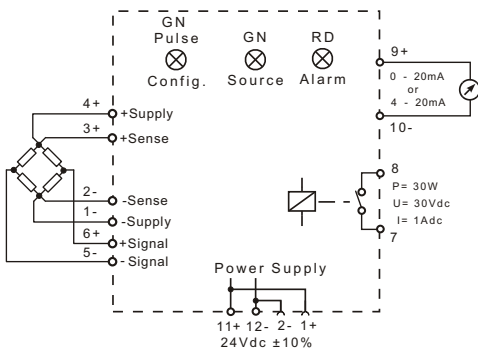 GN
Pulse
Config.
GN
Source
RD
Alarm
4+
+Supply
3+
+Sense
2-
-Sense
1-
-Supply
6+
+Signal
5-
-Signal
9+
0 - 20mA
or
4 - 20mA
10-
8
P= 30W
U= 30Vdc
I= 1Adc
7
Power Supply
11+ 12- 2- 1+
24Vdc ±10%